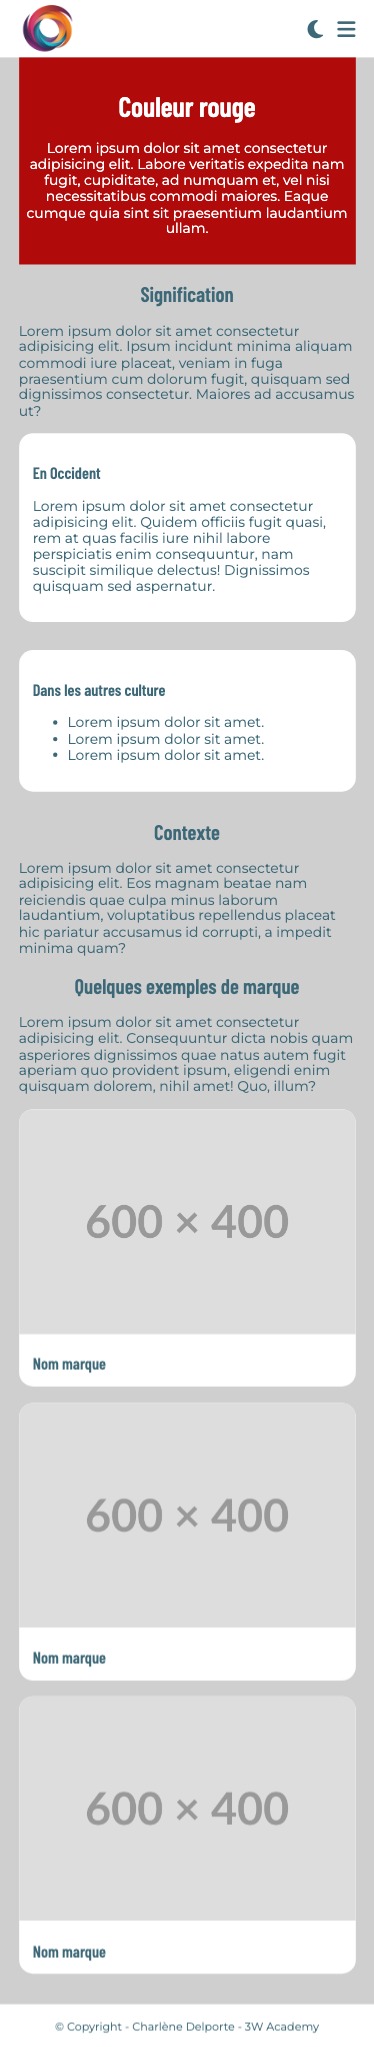 Couleur rouge
Lorem ipsum dolor sit amet consectetur
adipisicing elit. Labore veritatis expedita nam
fugit, cupiditate, ad numquam et, vel nisi
necessitatibus commodi maiores. Eaque
cumque quia sint sit praesentium laudantium
ullam.
Signification
Lorem ipsum dolor sit amet consectetur
adipisicing elit. Ipsum incidunt minima aliquam
commodi iure placeat, veniam in fuga
praesentium cum dolorum fugit, quisquam sed
dignissimos consectetur. Maiores ad accusamus
ut?
En Occident
Lorem ipsum dolor sit amet consectetur
adipisicing elit. Quidem officiis fugit quasi,
rem at quas facilis iure nihil labore
perspiciatis enim consequuntur, nam
suscipit similique delectus! Dignissimos
quisquam sed aspernatur.
Dans les autres culture
• Lorem ipsum dolor sit amet.
• Lorem ipsum dolor sit amet.
• Lorem ipsum dolor sit amet.
Contexte
Lorem ipsum dolor sit amet consectetur
adipisicing elit. Eos magnam beatae nam
reiciendis quae culpa minus laborum
laudantium, voluptatibus repellendus placeat
hic pariatur accusamus id corrupti, a impedit
minima quam?
Quelques exemples de marque
Lorem ipsum dolor sit amet consectetur
adipisicing elit. Consequuntur dicta nobis quam
asperiores dignissimos quae natus autem fugit
aperiam quo provident ipsum, eligendi enim
quisquam dolorem, nihil amet! Quo, illum?
600 × 400
Nom marque
600 × 400
Nom marque
600 × 400
Nom marque
© Copyright - Charlène Delporte - 3W Academy